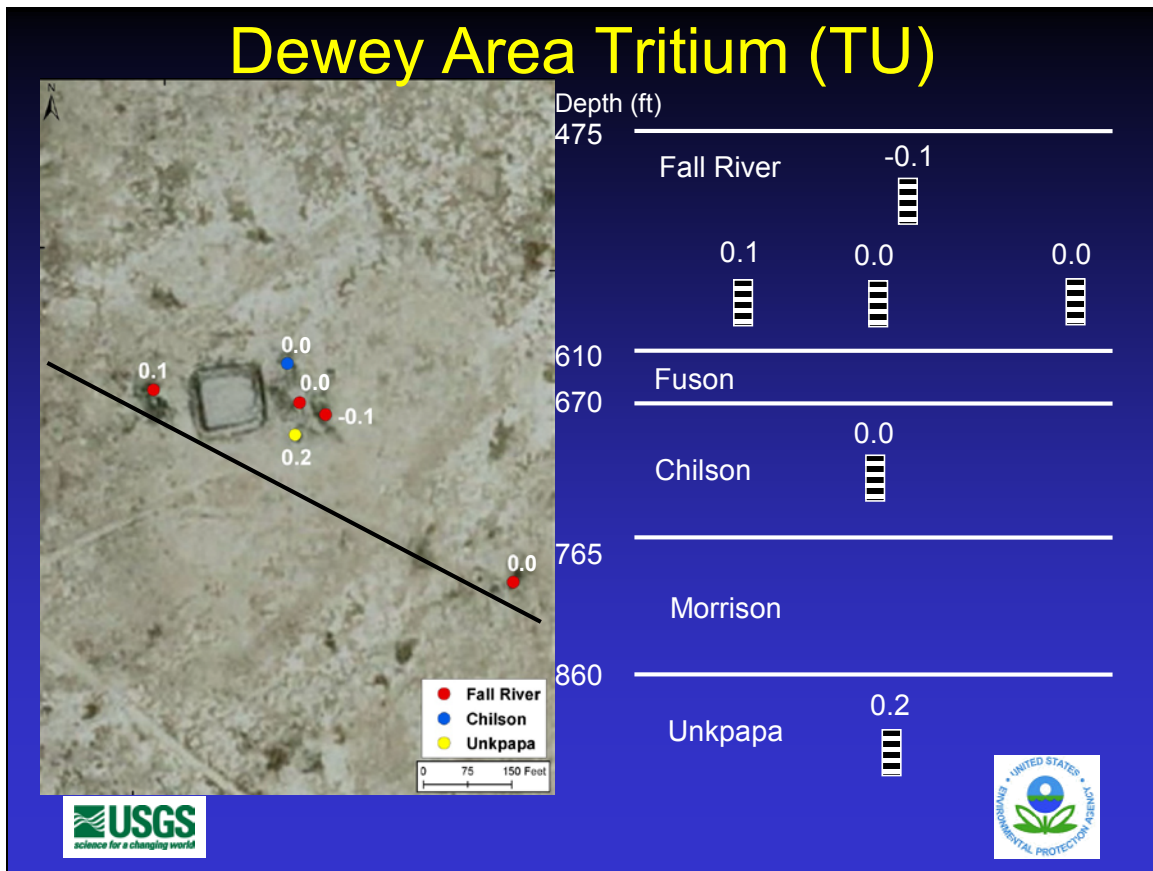 Dewey Area Tritium (TU)
N
0.0
0.1
0.0
-0.1
0.2
0.0
Fall River
Chilson
Unkpapa
0 75 150 Feet
Depth (ft)
475
Fall River
-0.1
0.1
0.0
0.0
610
Fuson
670
0.0
Chilson
765
Morrison
860
0.2
Unkpapa
USGS
science for a changing world
UNITED STATES
ENVIRONMENTAL PROTECTION AGENCY